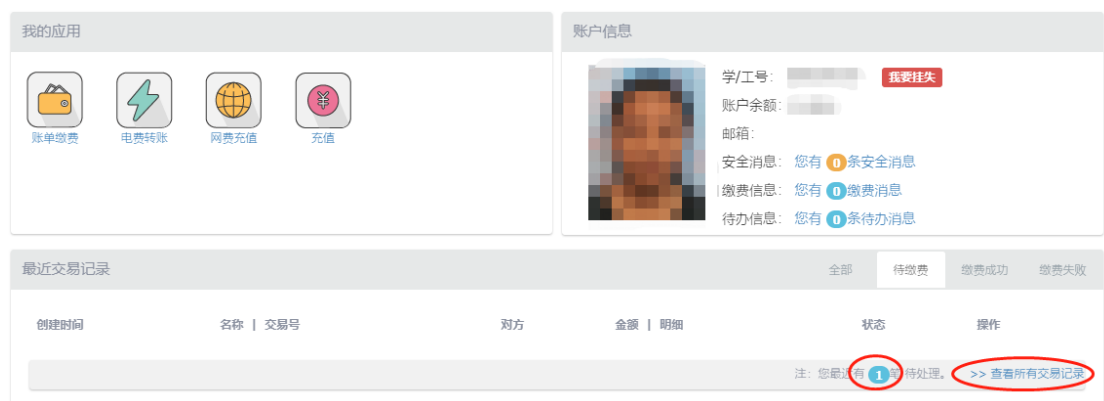 我的应用
账单缴费
电费转账
网费充值
¥
充值
账户信息
学/工号: 我要挂失
账户余额:
邮箱:
安全消息: 您有 0 条安全消息
缴费信息: 您有 0 缴费消息
待办信息: 您有 0 条待办消息
最近交易记录
全部 待缴费 缴费成功 缴费失败
创建时间 名称 | 交易号 对方 金额 | 明细 状态 操作
注: 您最近有 1 笔待处理。 >> 查看所有交易记录